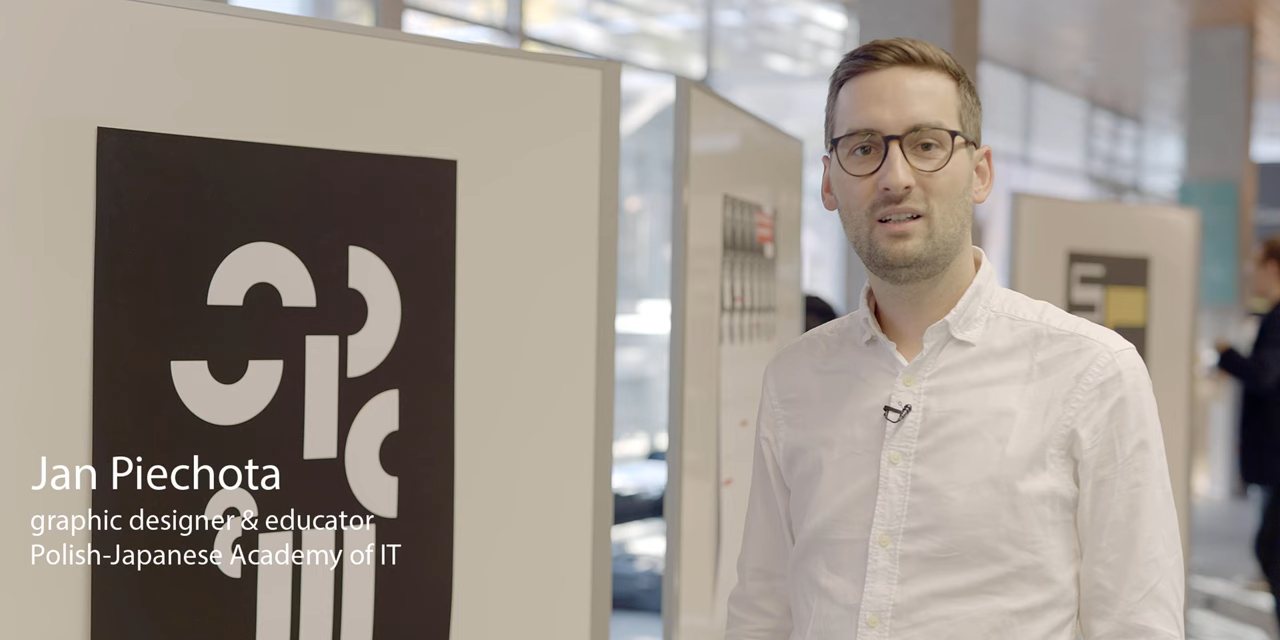 Jan Piechota
graphic designer & educator
Polish-Japanese Academy of IT